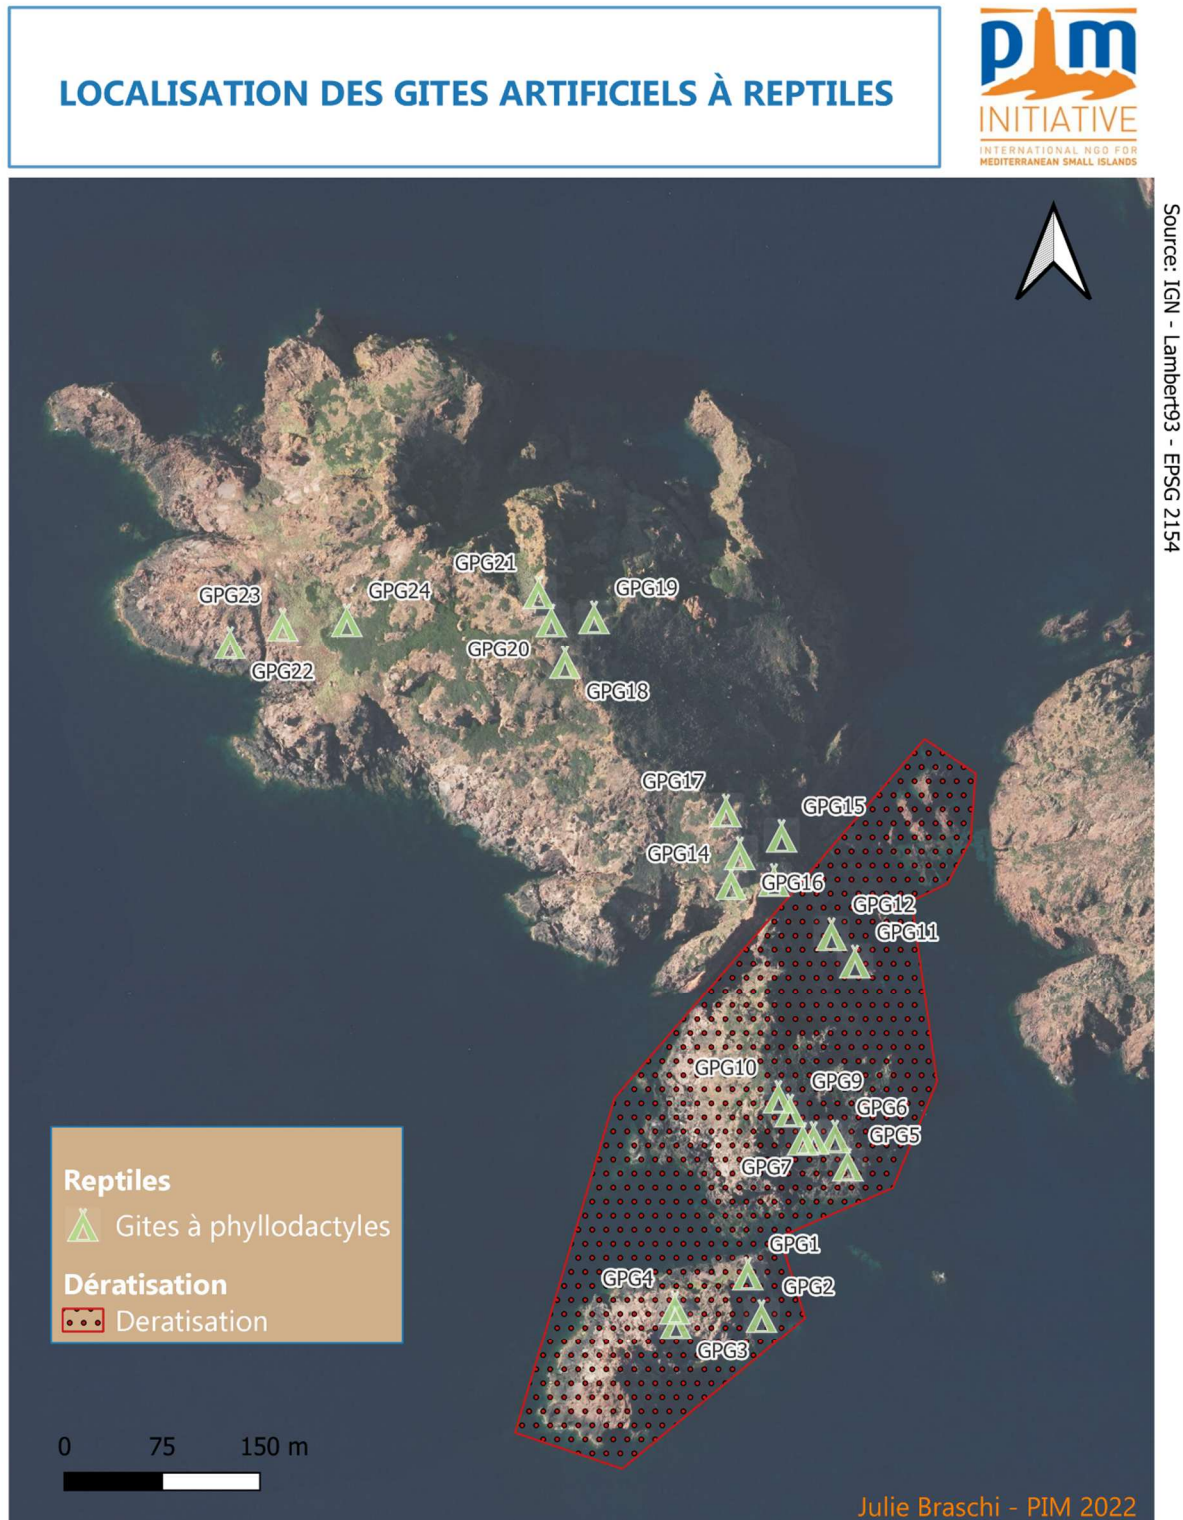 LOCALISATION DES GITES ARTIFICIELS À REPTILES
pim
INITIATIVE
INTERNATIONAL NGO FOR
MEDITERRANEAN SMALL ISLANDS
Source: IGN - Lambert93 - EPSG 2154
GPG21
GPG19
GPG23
GPG24
GPG20
GPG22
GPG18
GPG17
GPG15
GPG14
GPG16
GPG12
GPG11
GPG10
GPG9
GPG6
GPG5
GPG7
GPG1
GPG4
GPG2
GPG3
Reptiles
Gites à phyllodactyles
Dératisation
Deratisation
0 75 150 m
Julie Braschi - PIM 2022